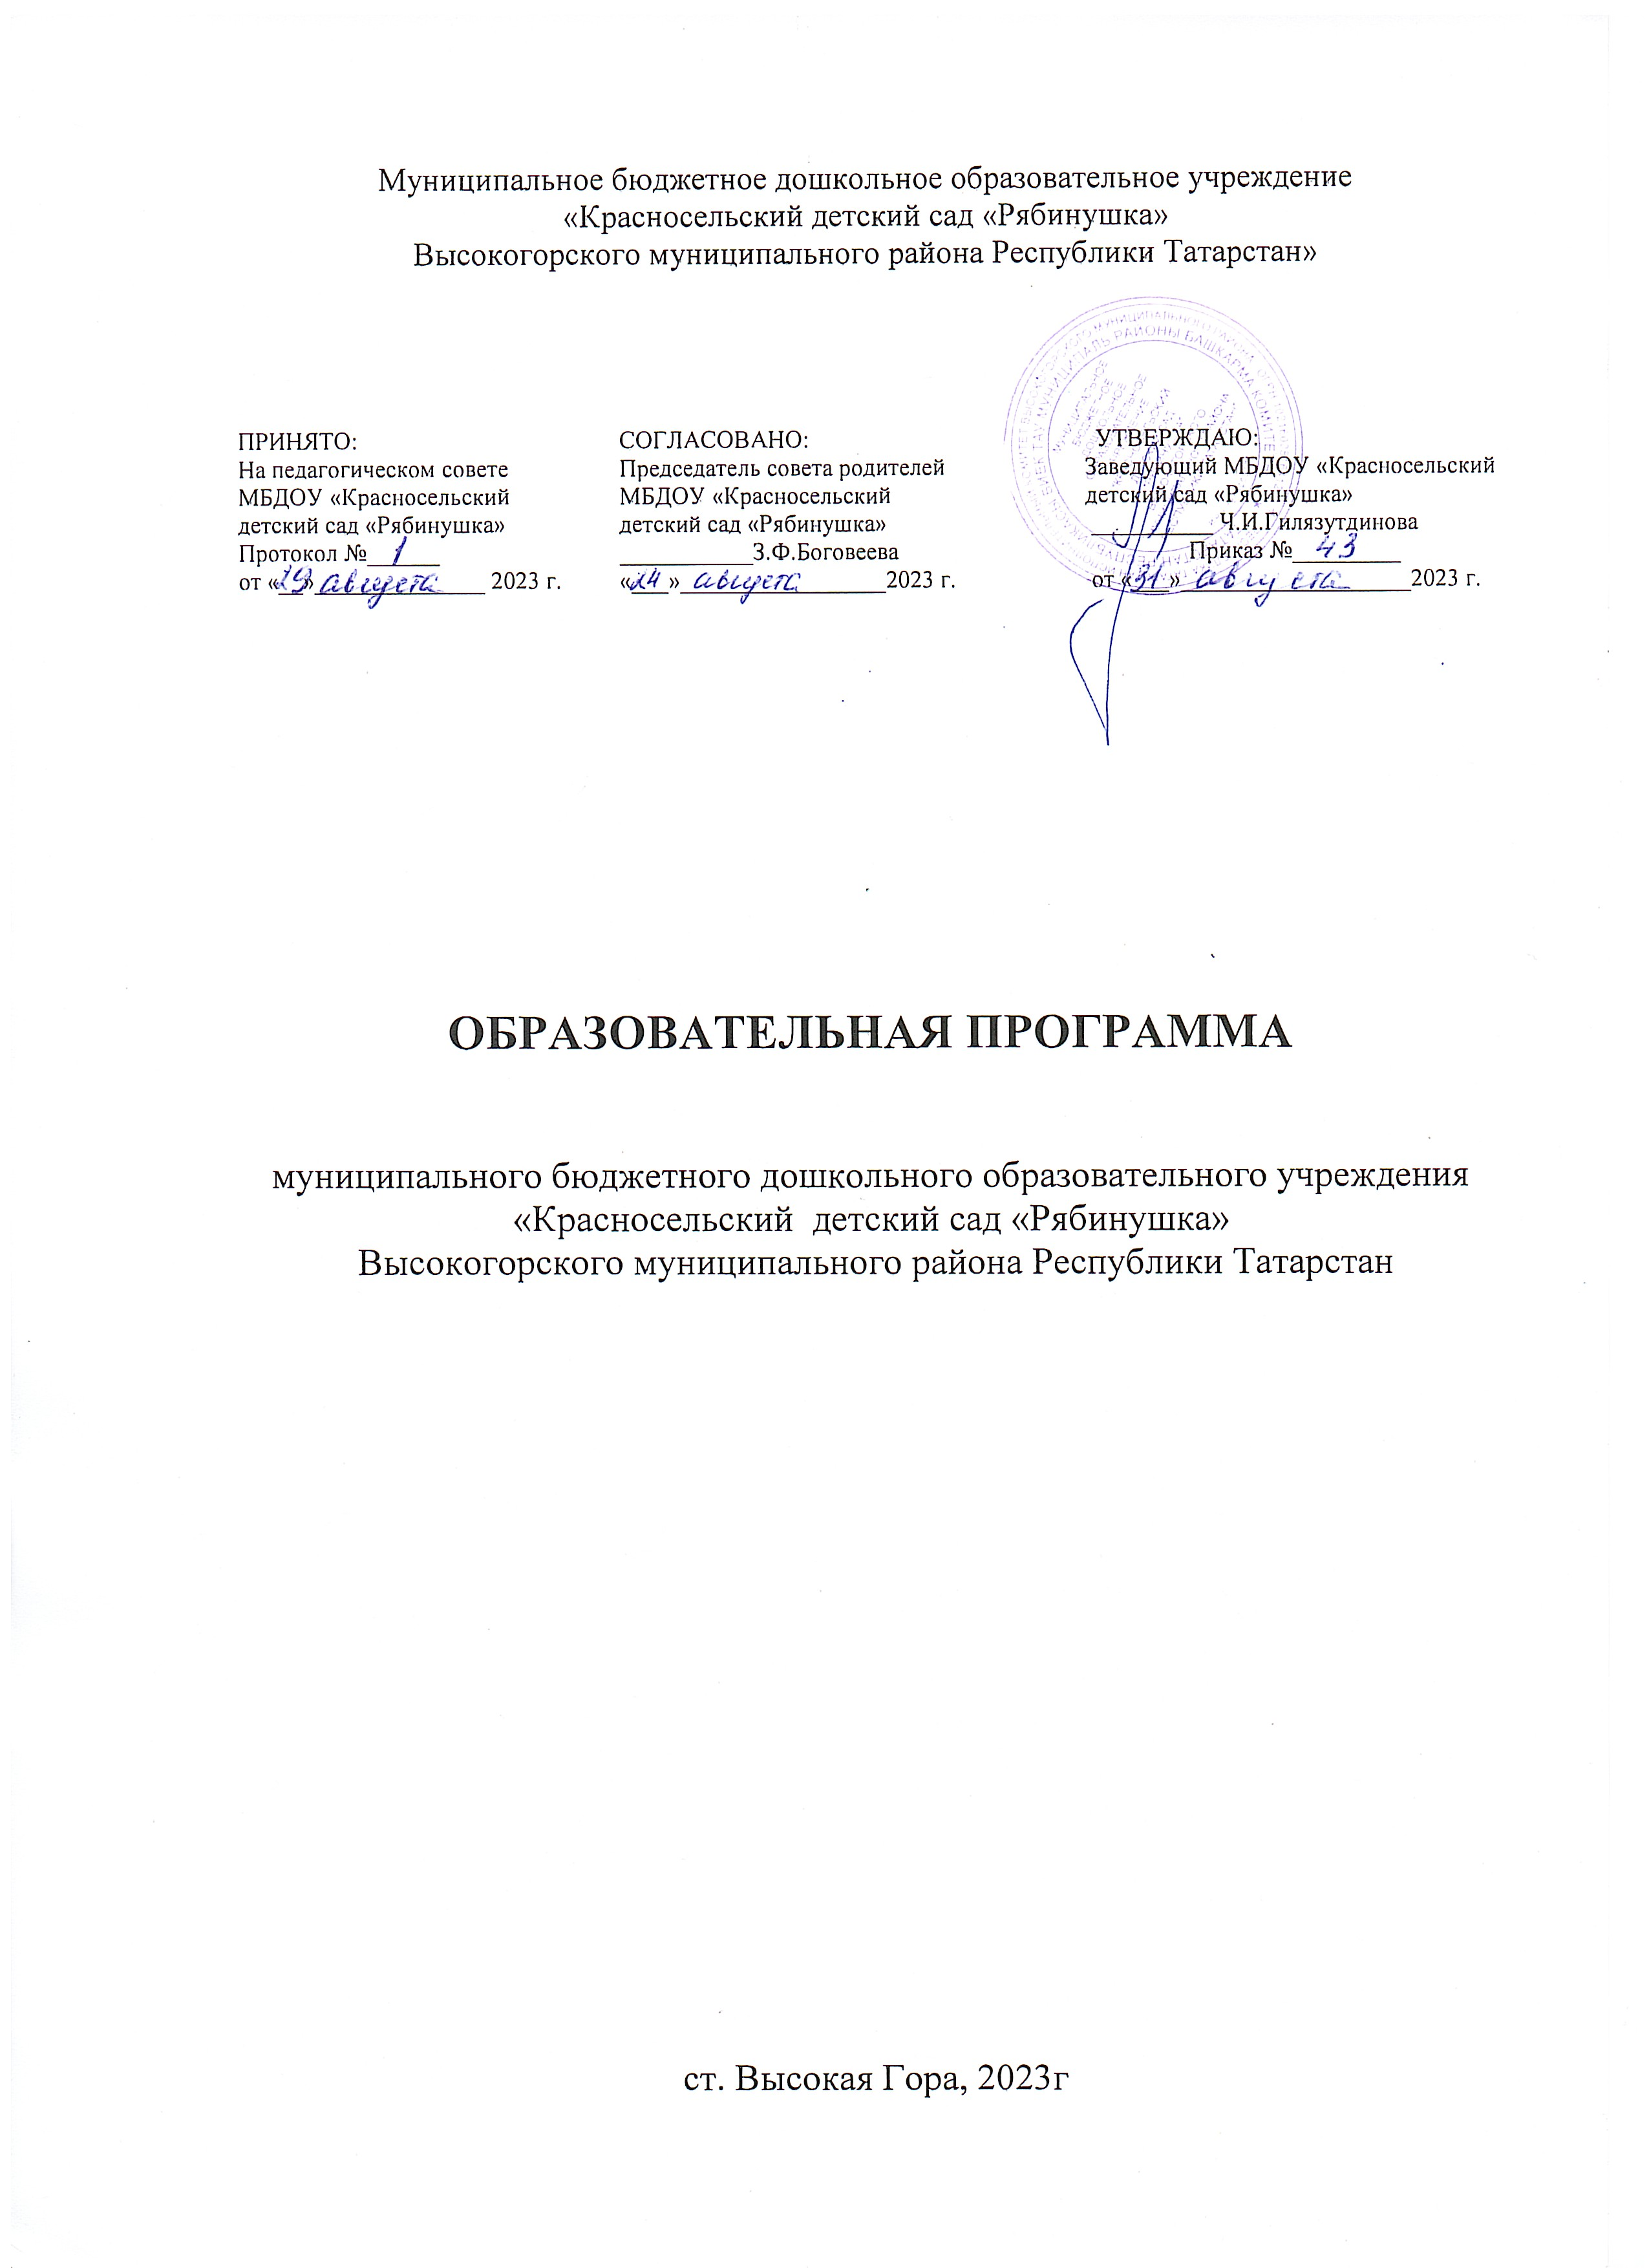 Муниципальное бюджетное дошкольное образовательное учреждение
«Красносельский детский сад «Рябинушка»
Высокогорского муниципального района Республики Татарстан»
ПРИНЯТО:
На педагогическом совете
МБДОУ «Красносельский
детский сад «Рябинушка»
Протокол № 1
от «29» августа 2023 г.
СОГЛАСОВАНО:
Председатель совета родителей
МБДОУ «Красносельский
детский сад «Рябинушка»
З.Ф.Боговеева
«24» августа 2023 г.
УТВЕРЖДАЮ:
Заведующий МБДОУ «Красносельский
детский сад «Рябинушка»
Ч.И.Гилязутдинова
Приказ № 43
от «31» августа 2023 г.
МУНИЦИПАЛЬ РАЙОНЫ БАШКАРМА КОМИТЕТ
ОБРАЗОВАТЕЛЬНАЯ ПРОГРАММА
муниципального бюджетного дошкольного образовательного учреждения
«Красносельский детский сад «Рябинушка»
Высокогорского муниципального района Республики Татарстан
ст. Высокая Гора, 2023г